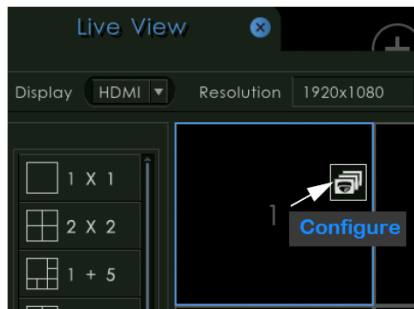 Live View
Display HDMI Resolution 1920x1080
1 X 1
1 Configure
2 X 2
1 + 5